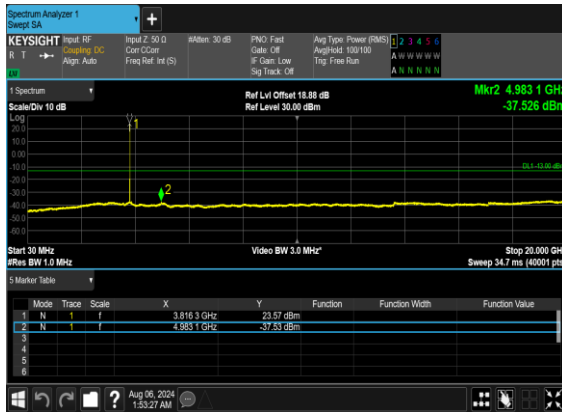 Spectrum Analyzer 1
Swept SA
+
KEYSIGHT Input: RF Input Z: 50 Ω #Atten: 30 dB PNO: Fast Avg Type: Power (RMS) 1 2 3 4 5 6
R T Coupling: DC Corr CCorr Gate: Off Avg|Hold: 100/100 A W W W W W
Align: Auto Freq Ref: Int (S) IF Gain: Low Trig: Free Run
Sig Track: Off A N N N N N
1 Spectrum Ref Lvl Offset 18.88 dB Mkr2 4.983 1 GHz
Scale/Div 10 dB Ref Level 30.00 dBm -37.526 dBm
Log
20.0
10.0
0.00
-10.0
-20.0
-30.0
-40.0
-50.0
-60.0
1
2
DL1 -13.00 dBm
Start 30 MHz Video BW 3.0 MHz* Stop 20.000 GHz
#Res BW 1.0 MHz Sweep 34.7 ms (40001 pts)
5 Marker Table
Mode Trace Scale X Y Function Function Width Function Value
1 N 1 f 3.816 3 GHz 23.57 dBm
2 N 1 f 4.983 1 GHz -37.53 dBm
3
4
5
6
? Aug 06, 2024
1:53:27 AM